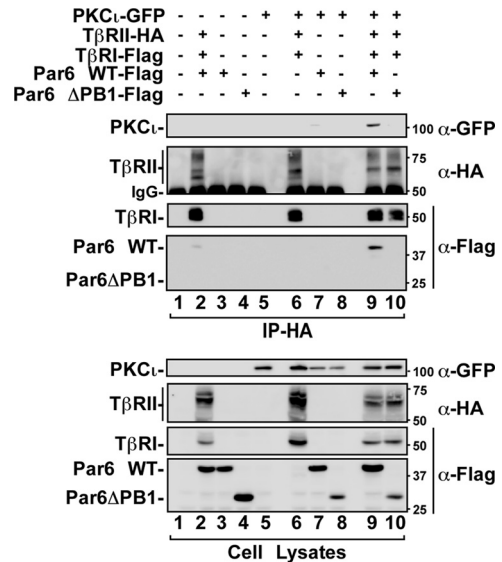 PKCι-GFP - - - - + + + + + +
TβRII-HA - + - - - + - - + +
TβRI-Flag - + - - - + - - + +
Par6 WT-Flag - + + - - - + - + -
Par6 ΔPB1-Flag - - - + - - - + - +
PKCι- 100 α-GFP
75
TβRII- α-HA
IgG- 50
TβRI- 50
Par6 WT- 37 α-Flag
Par6ΔPB1- 25
1 2 3 4 5 6 7 8 9 10
IP-HA
PKCι- 100 α-GFP
75
TβRII- α-HA
50
TβRI- 50
Par6 WT- 37 α-Flag
Par6ΔPB1- 25
1 2 3 4 5 6 7 8 9 10
Cell Lysates